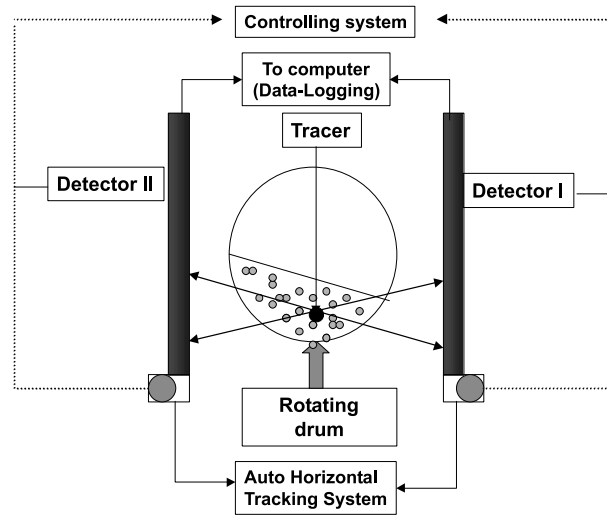 Controlling system
To computer
(Data-Logging)
Tracer
Detector II
Detector I
Rotating
drum
Auto Horizontal
Tracking System